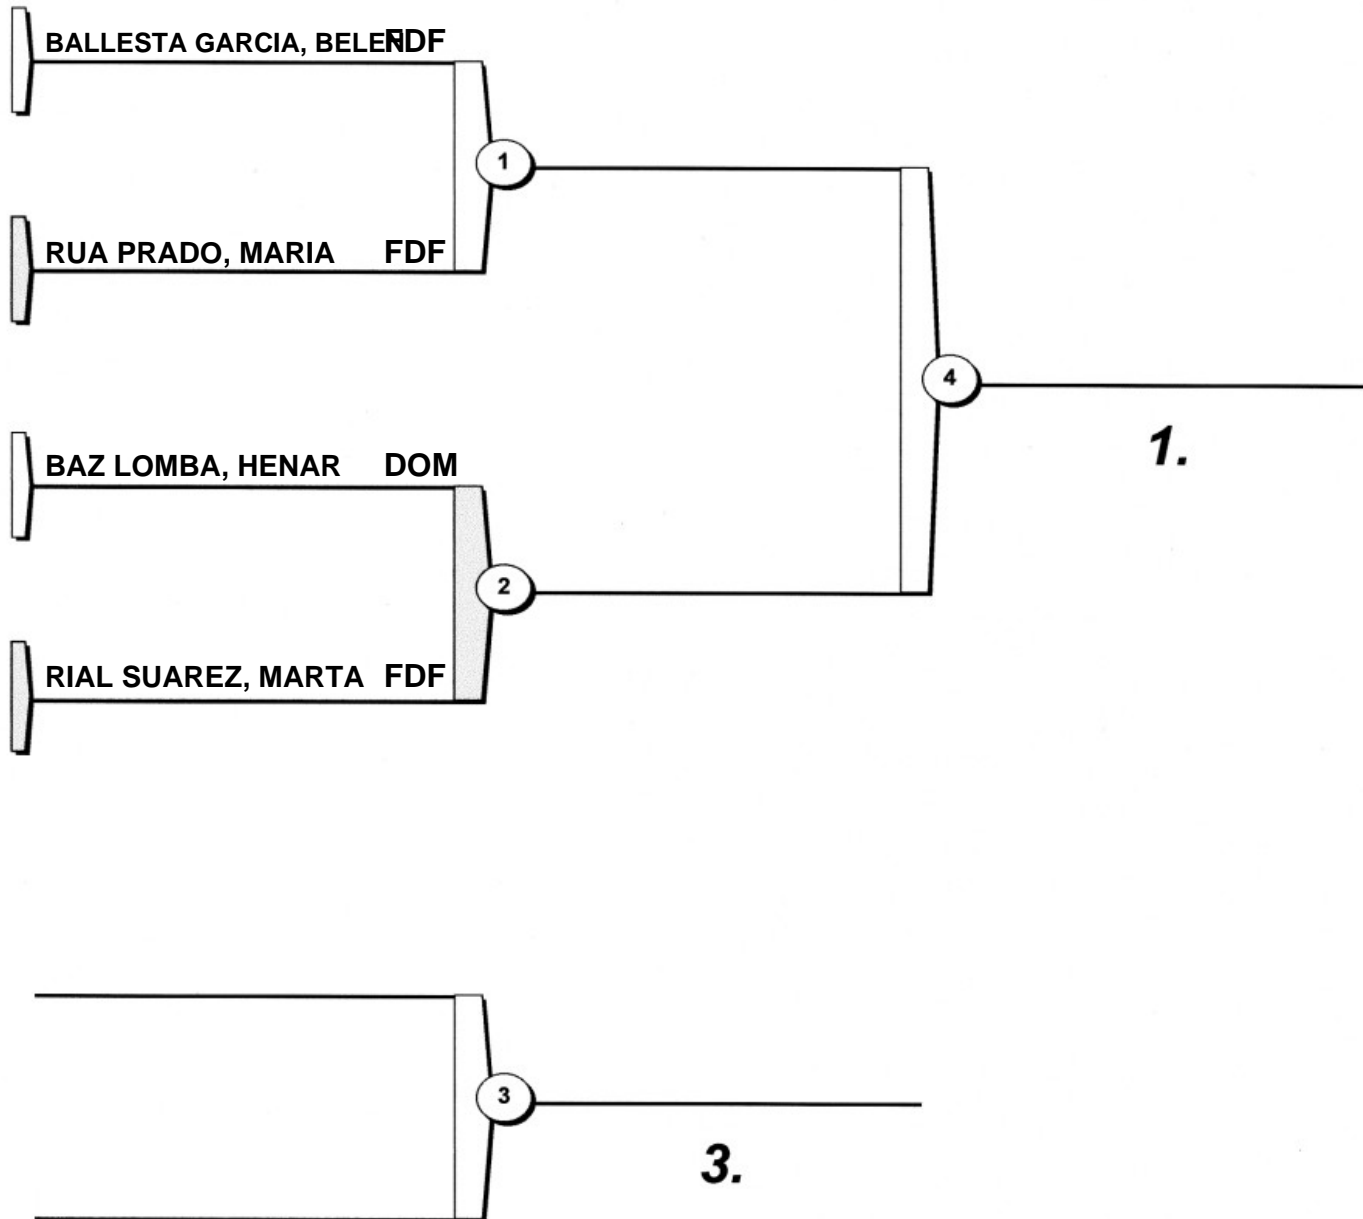 BALLESTA GARCIA, BELEN FDF
1
RUA PRADO, MARIA FDF
4
1.
BAZ LOMBA, HENAR DOM
2
RIAL SUAREZ, MARTA FDF
3
3.